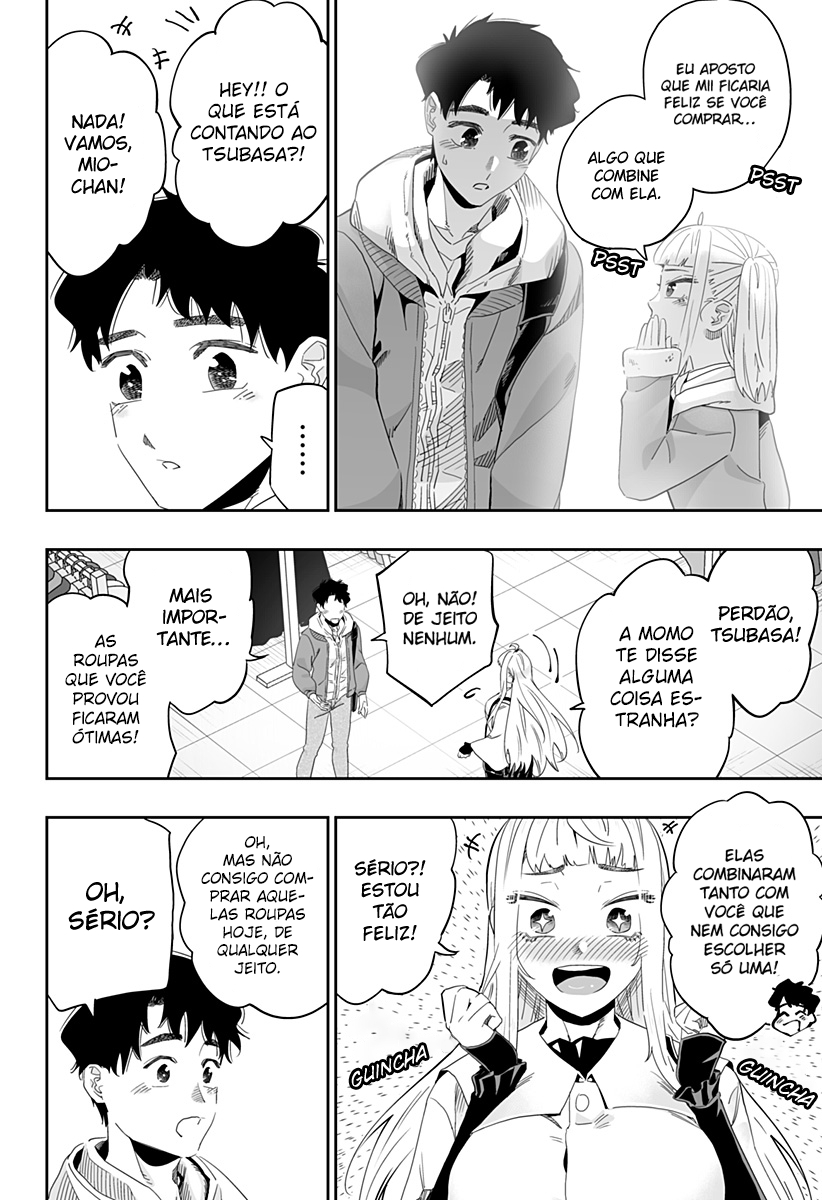 EU APOSTO
QUE MII FICARIA
FELIZ SE VOCÊ
COMPRAR...
ALGO QUE
COMBINE
COM ELA.
PSST
PSST
HEY!! O
QUE ESTÁ
CONTANDO AO
TSUBASA?!
NADA!
VAMOS,
MIO-
CHAN!
......
PERDÃO,
TSUBASA!
A MOMO
TE DISSE
ALGUMA
COISA ES-
TRANHA?
OH, NÃO!
DE JEITO
NENHUM.
MAIS
IMPOR-
TANTE...
AS
ROUPAS
QUE VOCÊ
PROVOU
FICARAM
ÓTIMAS!
ELAS
COMBINARAM
TANTO COM
VOCÊ QUE
NEM CONSIGO
ESCOLHER
SÓ UMA!
SÉRIO?!
ESTOU
TÃO
FELIZ!
GUINCHA
GUINCHA
OH,
MAS NÃO
CONSIGO COM-
PRAR AQUE-
LAS ROUPAS
HOJE, DE
QUALQUER
JEITO.
OH,
SÉRIO?